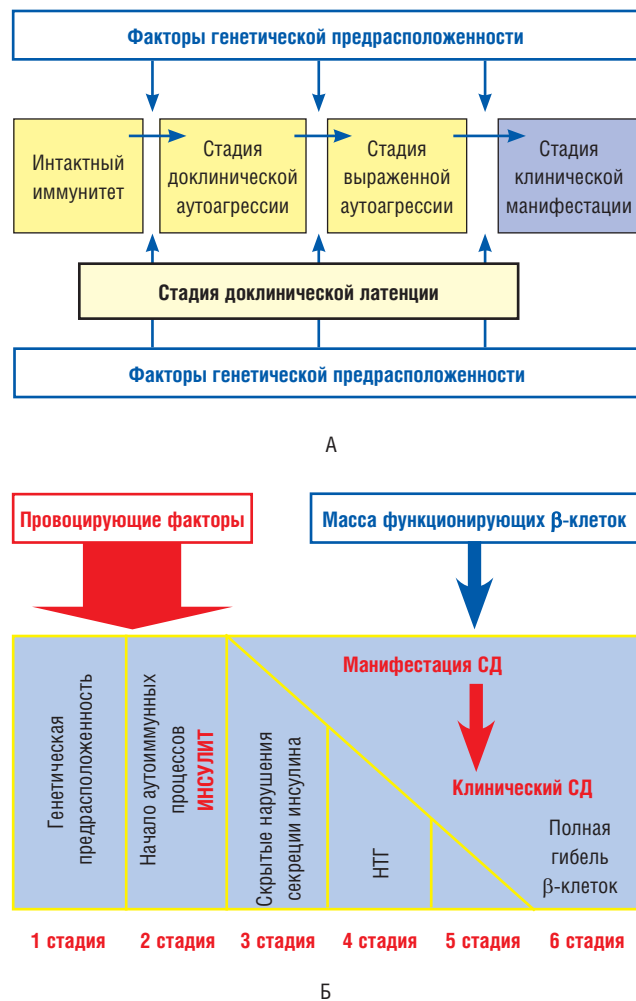 Факторы генетической предрасположенности
Интактный
иммунитет
Стадия
доклинической
аутоагрессии
Стадия
выраженной
аутоагрессии
Стадия
клинической
манифестации
Стадия доклинической латенции
Факторы генетической предрасположенности
А
Провоцирующие факторы
Масса функционирующих β-клеток
Генетическая
предрасположенность
Начало аутоиммунных
процессов
ИНСУЛИТ
Скрытые нарушения
секреции инсулина
НТГ
Манифестация СД
Клинический СД
Полная
гибель
β-клеток
1 стадия
2 стадия
3 стадия
4 стадия
5 стадия
6 стадия
Б